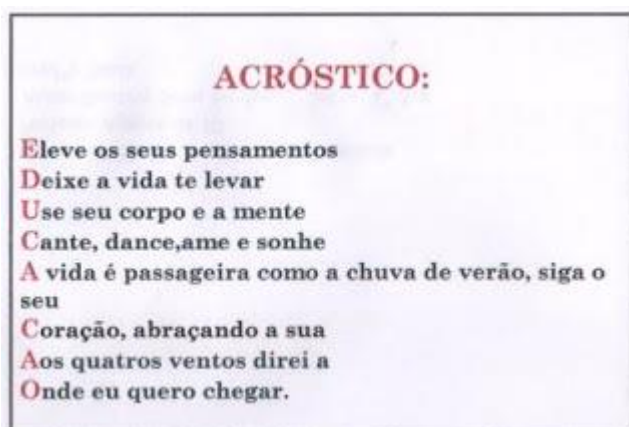 ACRÓSTICO:
Eleve os seus pensamentos
Deixe a vida te levar
Use seu corpo e a mente
Cante, dance,ame e sonhe
A vida é passageira como a chuva de verão, siga o
seu
Coração, abraçando a sua
Aos quatros ventos direi a
Onde eu quero chegar.